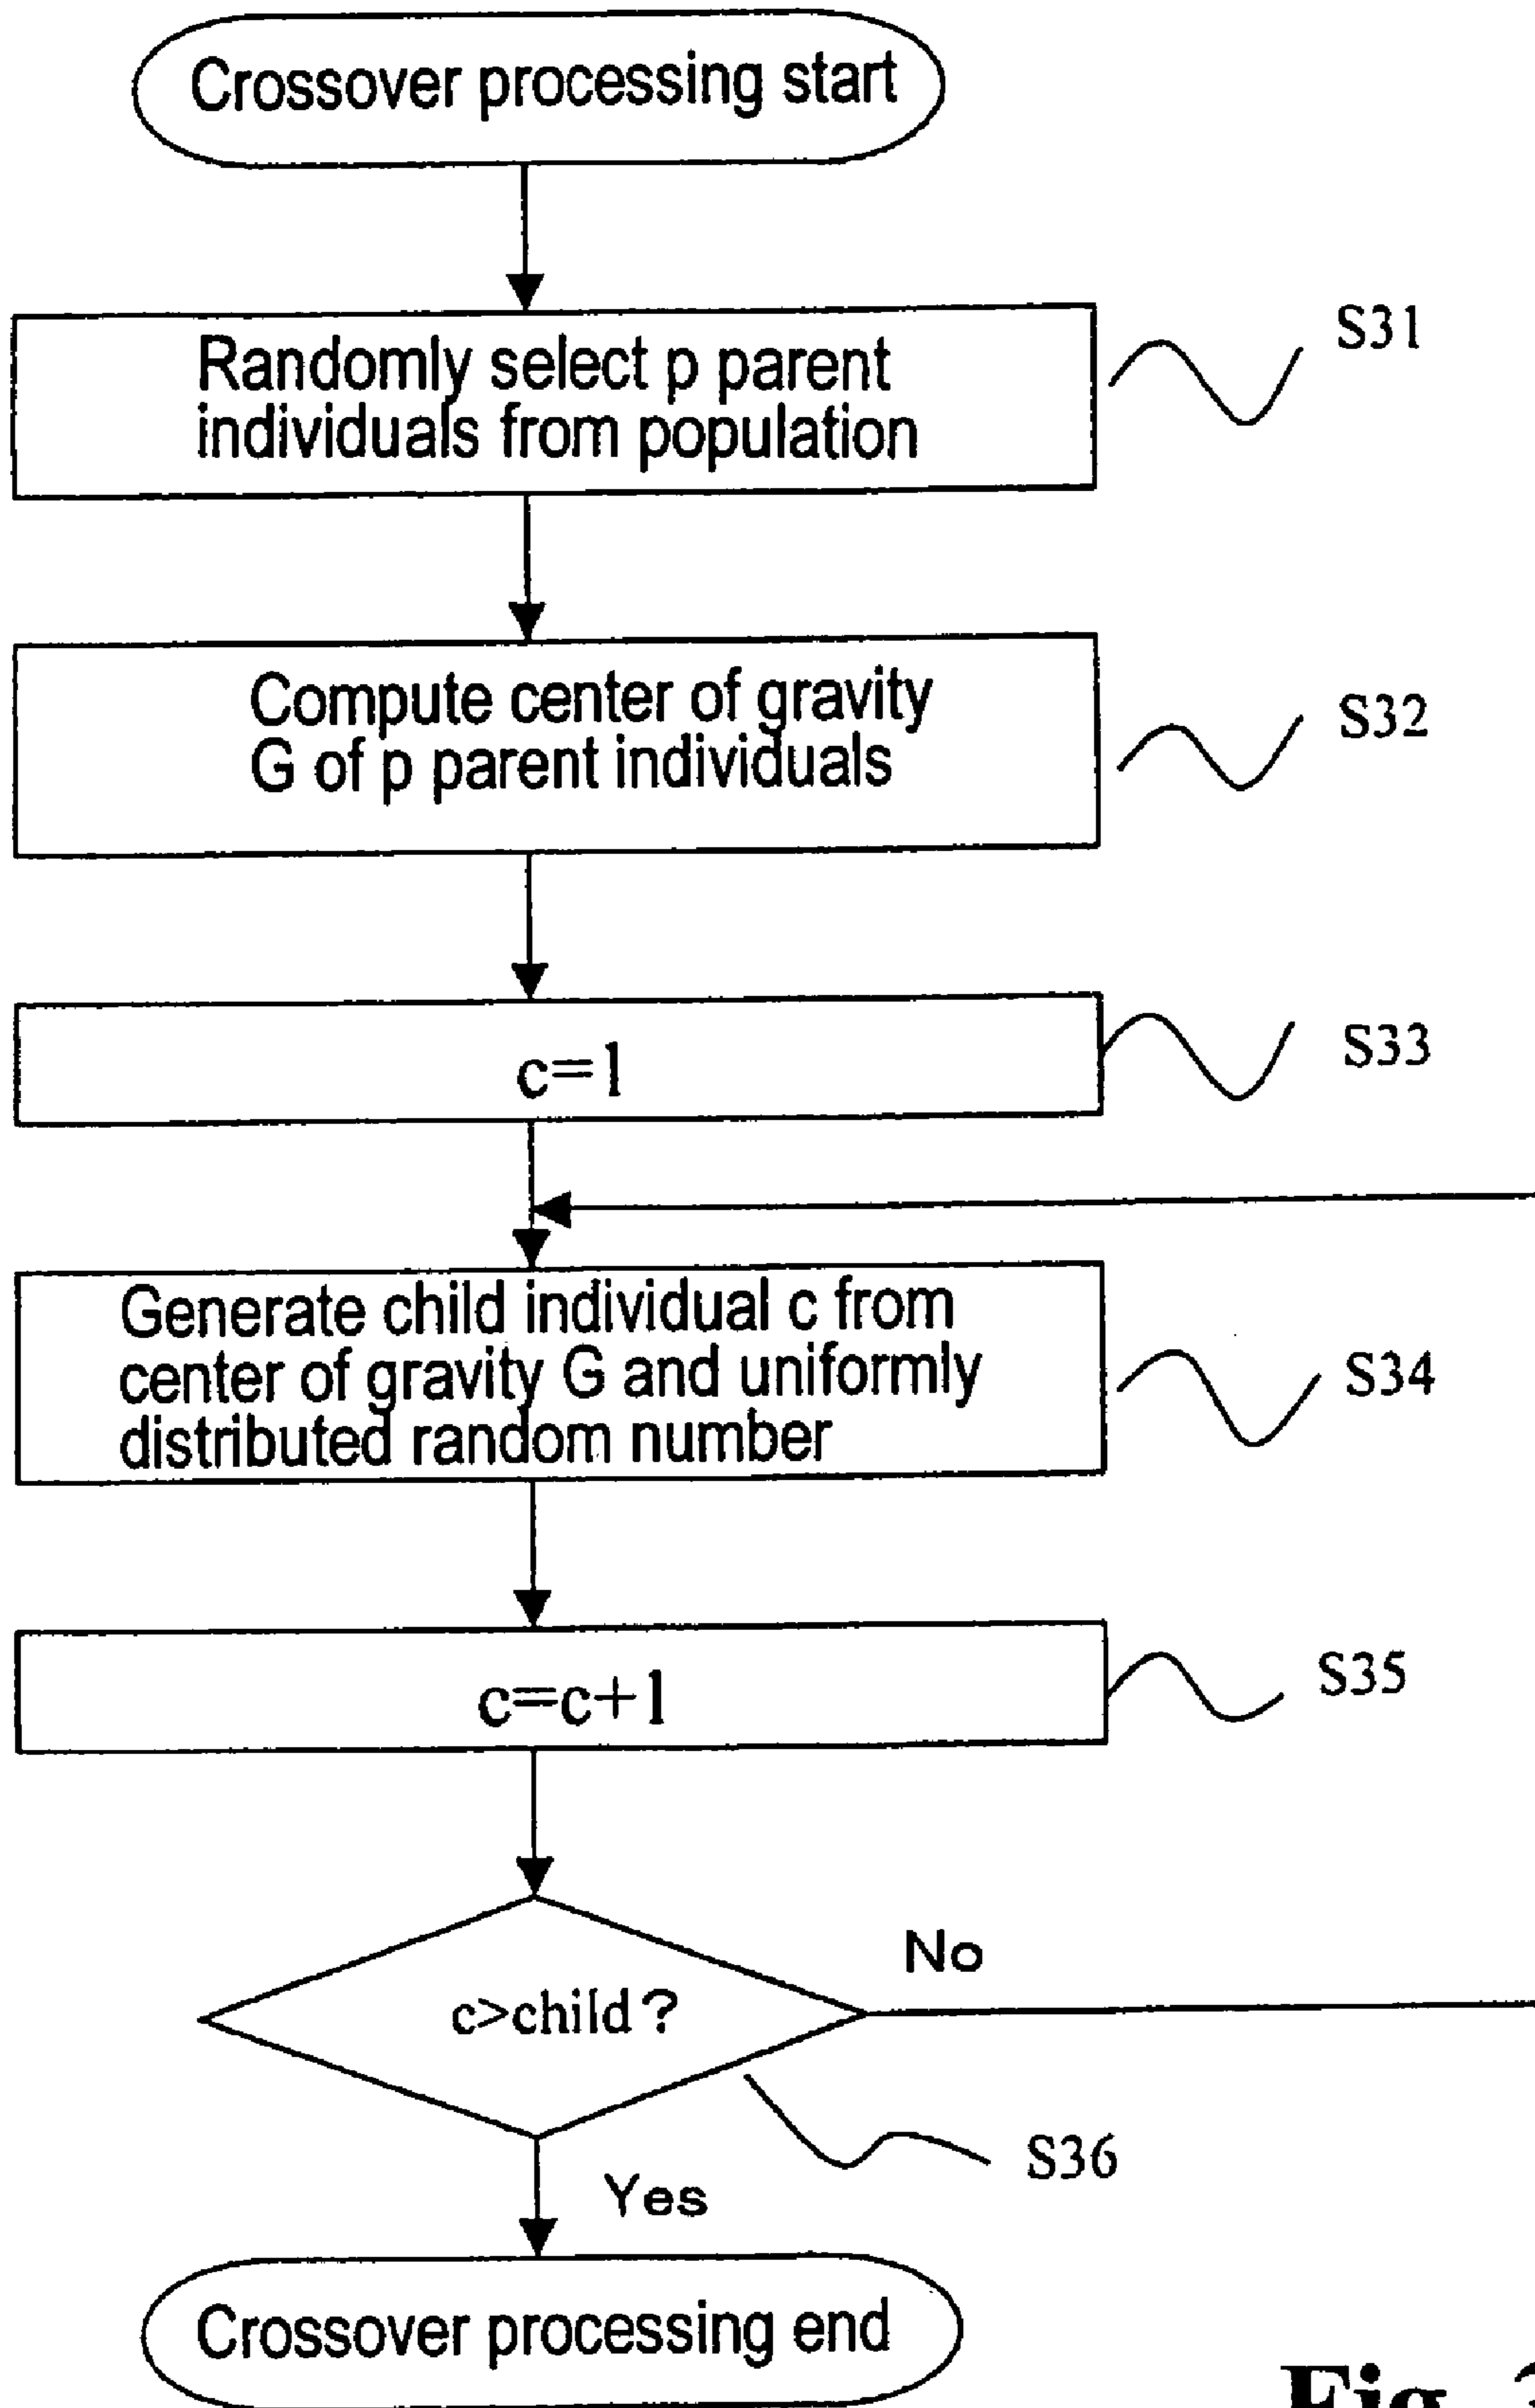 Crossover processing start
Randomly select p parent
individuals from population
S31
Compute center of gravity
G of p parent individuals
S32
c=1
S33
Generate child individual c from
center of gravity G and uniformly
distributed random number
S34
c=c+1
S35
c>child?
No
S36
Yes
Crossover processing end
Fig.